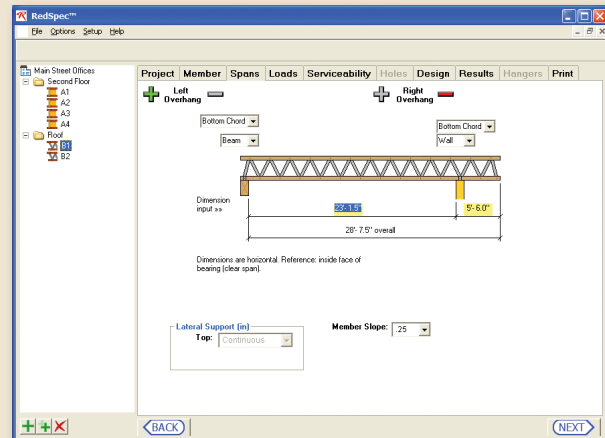 RedSpec™
File Options Setup Help
Main Street Offices
Second Floor
A1
A2
A3
A4
Roof
B1
B2
Project Member Spans Loads Serviceability Holes Design Results Hangers Print
Left Overhang
Right Overhang
Bottom Chord
Bottom Chord
Beam
Wall
Dimension
input »»
23'- 1.5"
5'- 6.0"
28'- 7.5" overall
Dimensions are horizontal. Reference: inside face of
bearing (clear span).
Lateral Support (in)
Top: Continuous
Member Slope: .25
BACK
NEXT